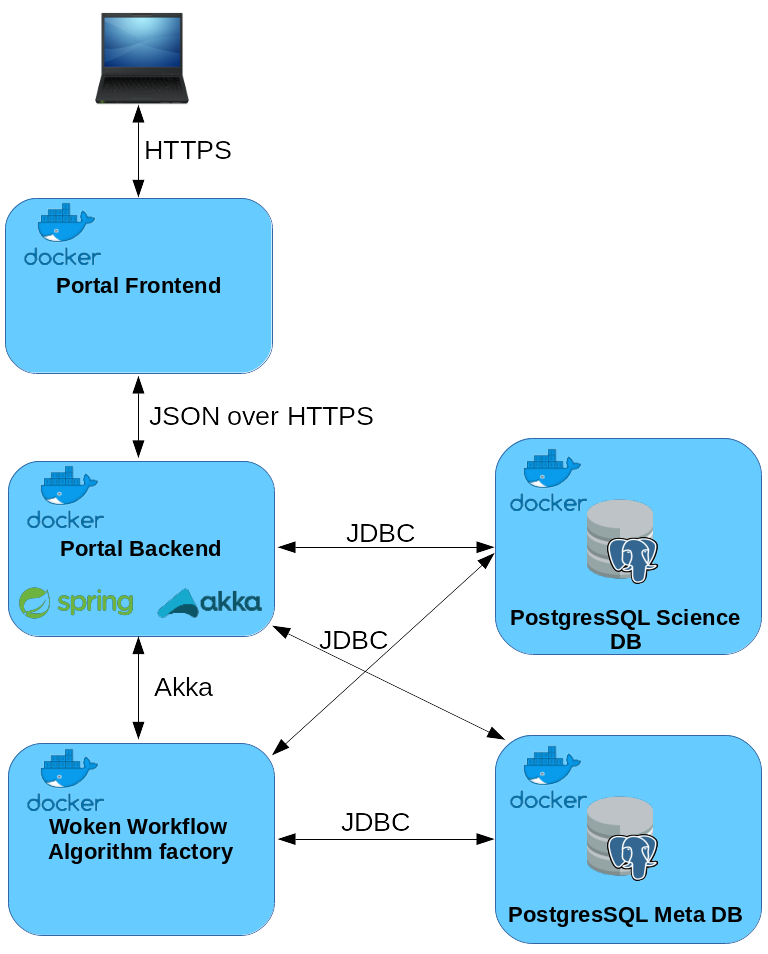 HTTPS
docker
Portal Frontend
JSON over HTTPS
docker
Portal Backend
spring
akka
JDBC
docker
PostgresSQL Science
DB
JDBC
Akka
docker
Woken Workflow
Algorithm factory
JDBC
docker
PostgresSQL Meta DB